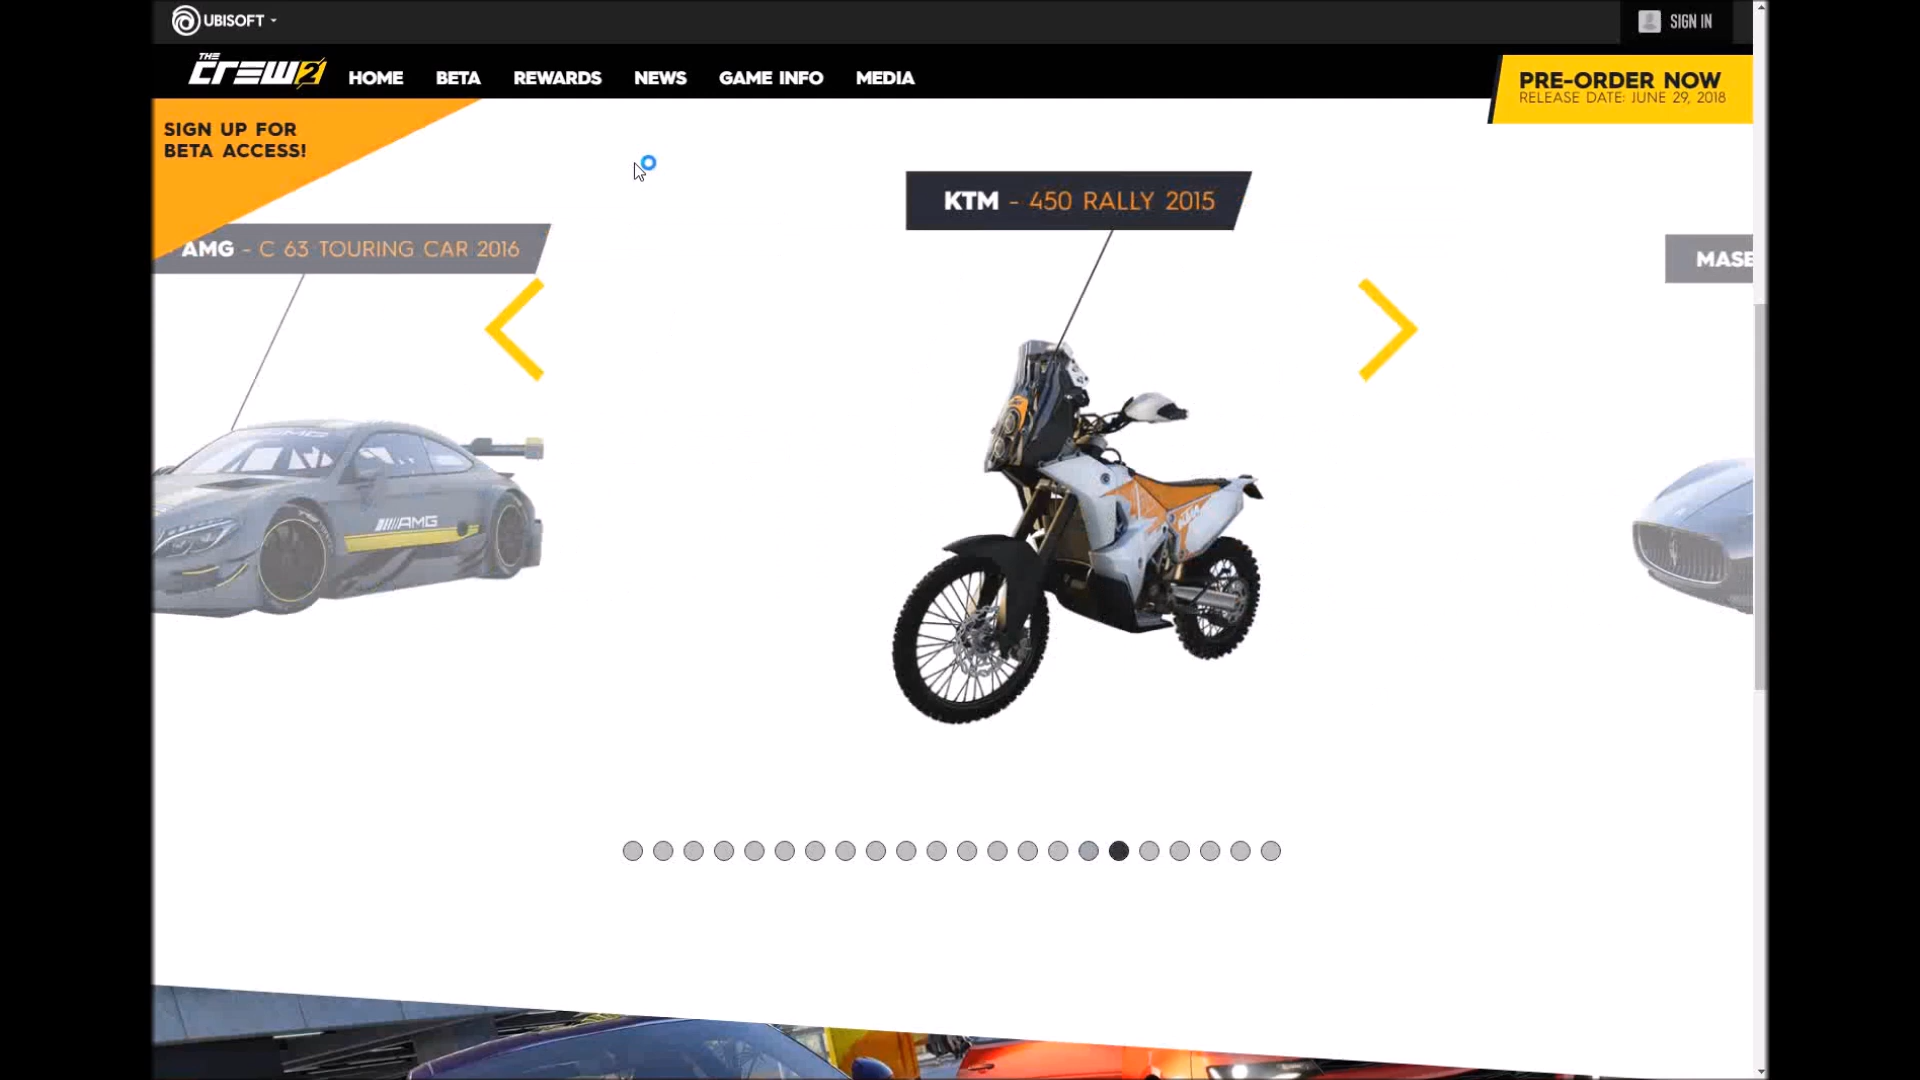 UBISOFT
SIGN IN
THE CREW 2
HOME
BETA
REWARDS
NEWS
GAME INFO
MEDIA
PRE-ORDER NOW
RELEASE DATE: JUNE 29, 2018
SIGN UP FOR
BETA ACCESS!
KTM - 450 RALLY 2015
AMG - C 63 TOURING CAR 2016
MASE
AMG